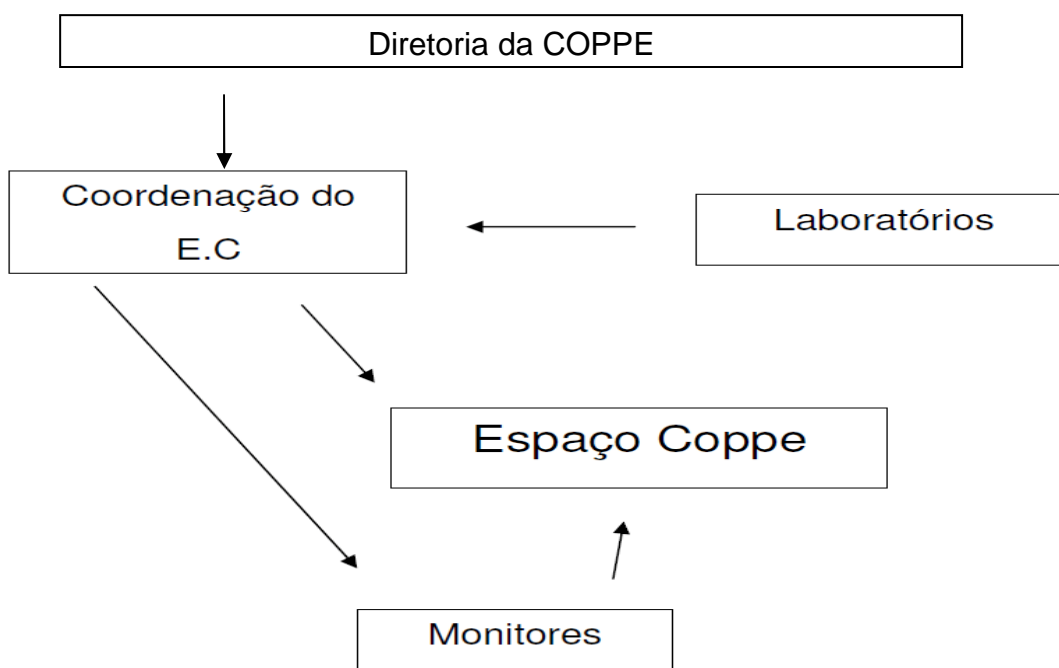 Diretoria da COPPE
Coordenação do
E.C
Laboratórios
Espaço Coppe
Monitores